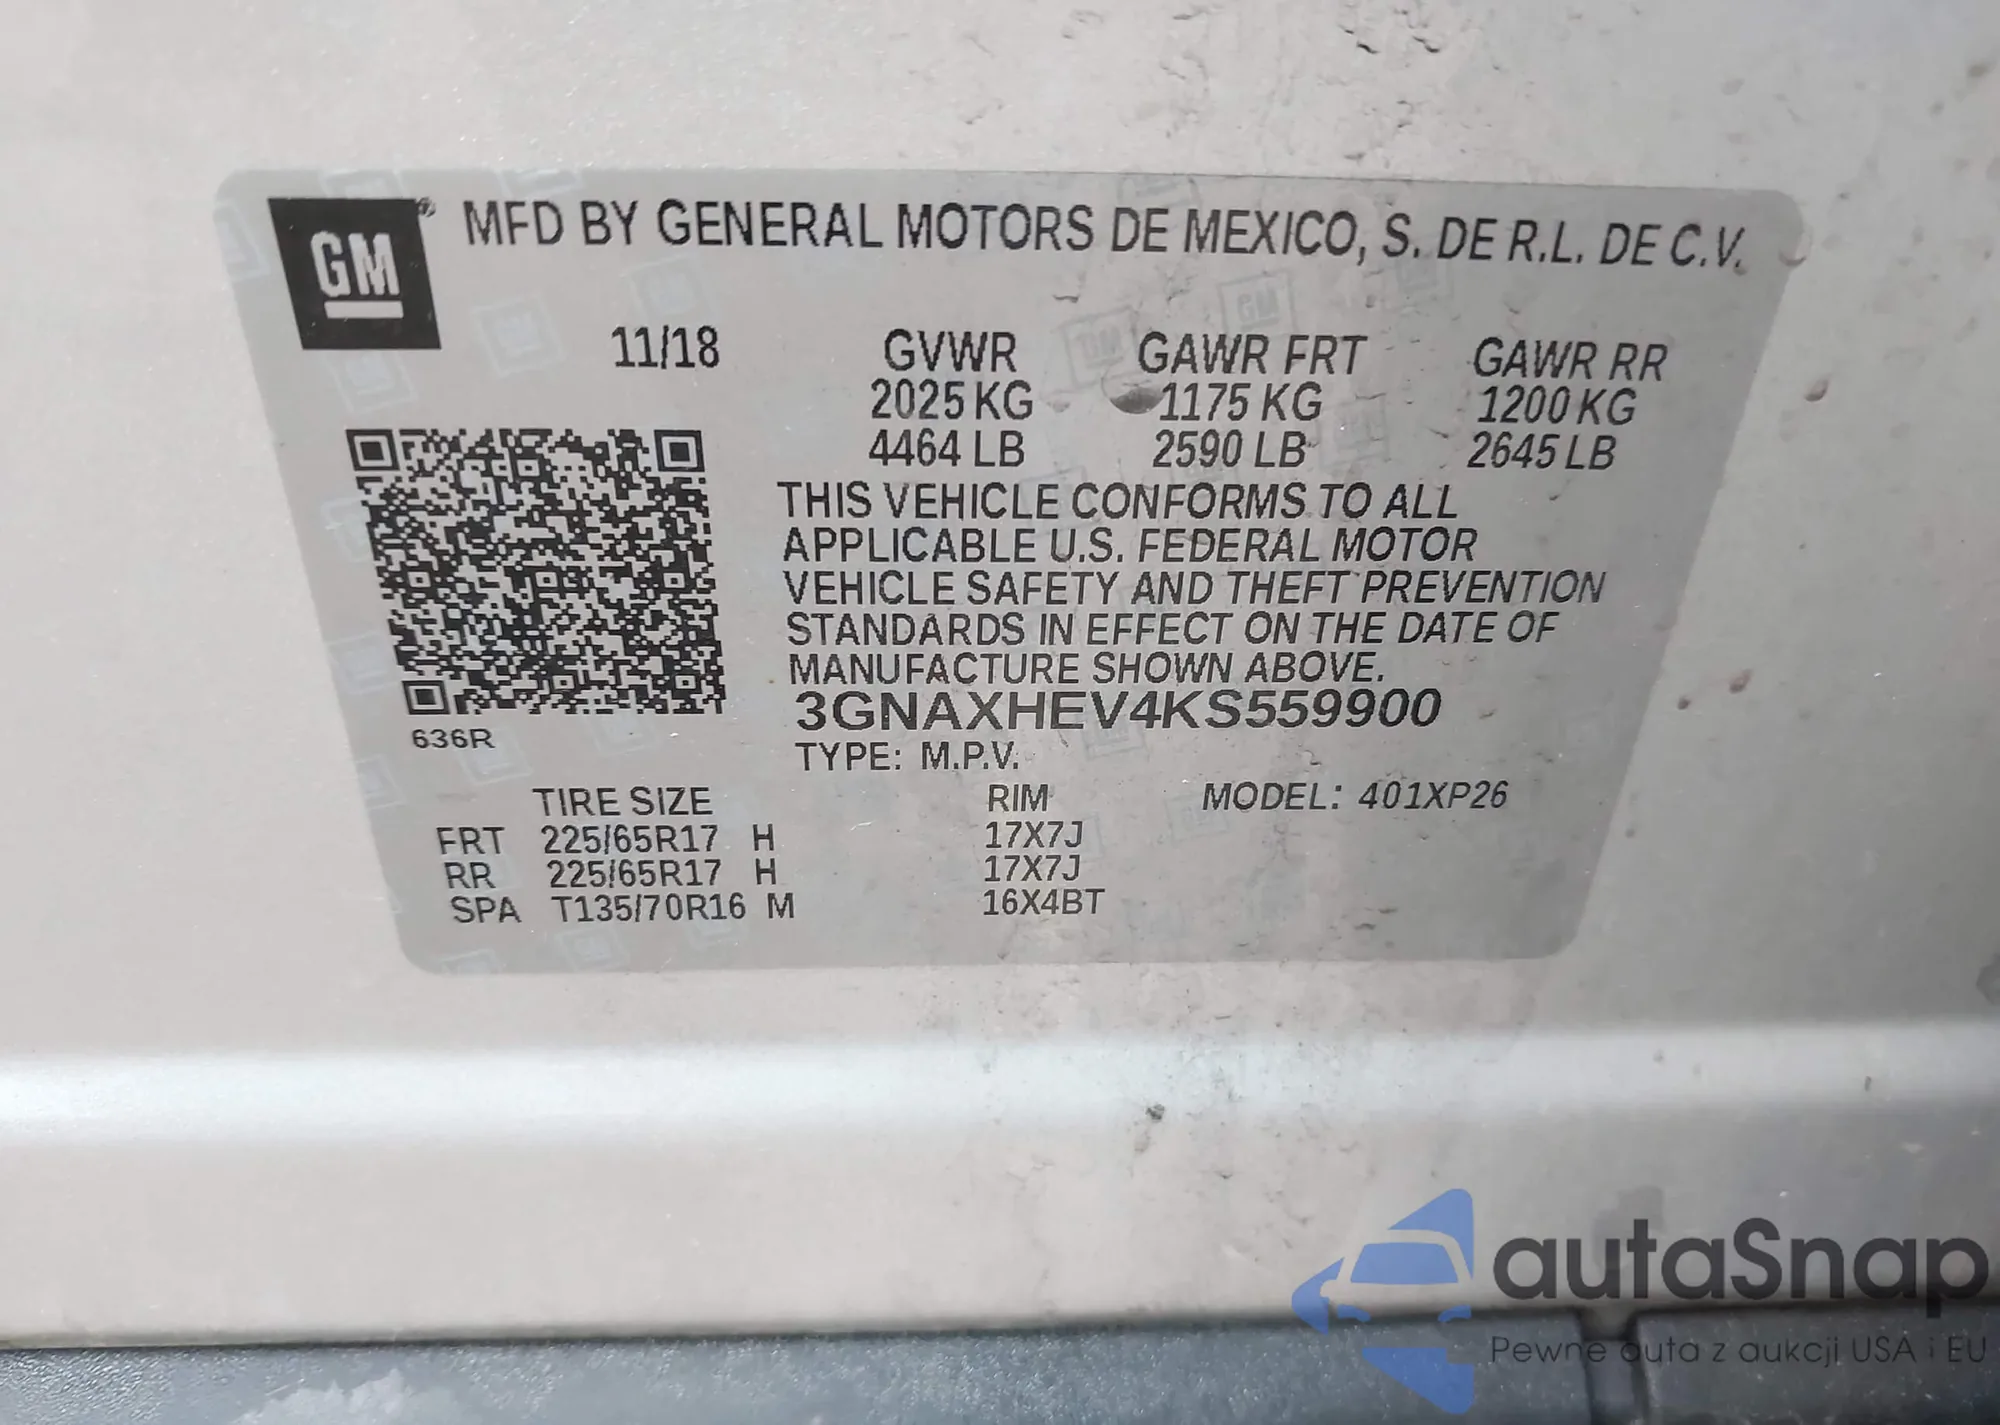 GM® MFD BY GENERAL MOTORS DE MEXICO, S. DE R.L. DE C.V.
11/18 GVWR GAWR FRT GAWR RR
2025 KG 1175 KG 1200 KG
4464 LB 2590 LB 2645 LB
THIS VEHICLE CONFORMS TO ALL
APPLICABLE U.S. FEDERAL MOTOR
VEHICLE SAFETY AND THEFT PREVENTION
STANDARDS IN EFFECT ON THE DATE OF
MANUFACTURE SHOWN ABOVE.
3GNAXHEV4KS559900
636R
TYPE: M.P.V.
TIRE SIZE RIM MODEL: 401XP26
FRT 225/65R17 H 17X7J
RR 225/65R17 H 17X7J
SPA T135/70R16 M 16X4BT
autaSnap
Pewne auta z aukcji USA i EU